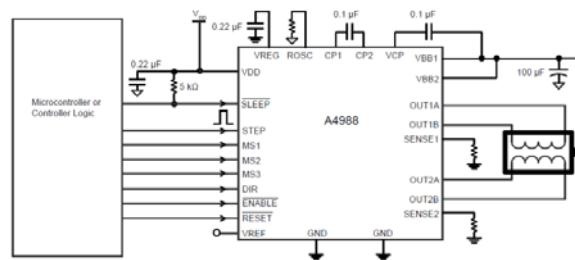 V_DD
0.22 µF
0.1 µF
0.1 µF
VREG
ROSC
CP1
CP2
VCP
VBB1
VBB2
0.22 µF
VDD
5 kΩ
100 µF
Microcontroller or
Controller Logic
SLEEP
A4988
OUT1A
OUT1B
SENSE1
STEP
MS1
MS2
MS3
DIR
ENABLE
RESET
VREF
OUT2A
OUT2B
SENSE2
GND
GND